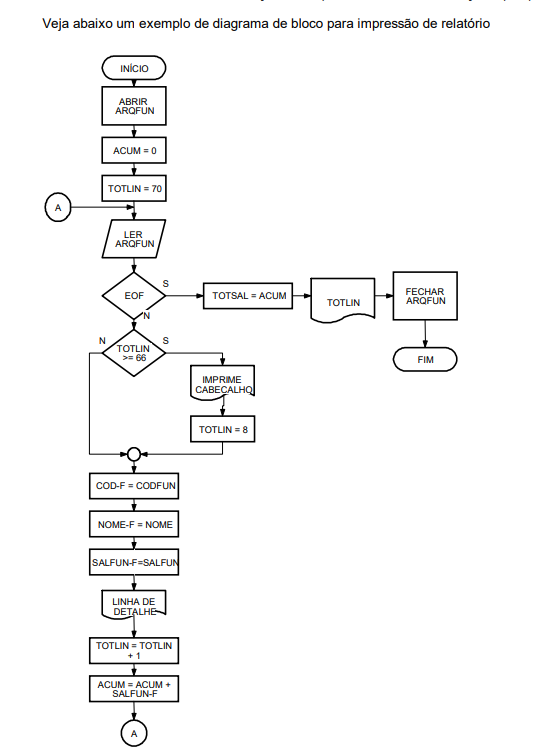 Veja abaixo um exemplo de diagrama de bloco para impressão de relatório
INÍCIO
ABRIR
ARQFUN
ACUM = 0
TOTLIN = 70
A
LER
ARQFUN
EOF
S
N
TOTSAL = ACUM
TOTLIN
FECHAR
ARQFUN
FIM
N
TOTLIN
>= 66
S
IMPRIME
CABECALHO
TOTLIN = 8
COD-F = CODFUN
NOME-F = NOME
SALFUN-F=SALFUN
LINHA DE
DETALHE
TOTLIN = TOTLIN
+ 1
ACUM = ACUM +
SALFUN-F
A